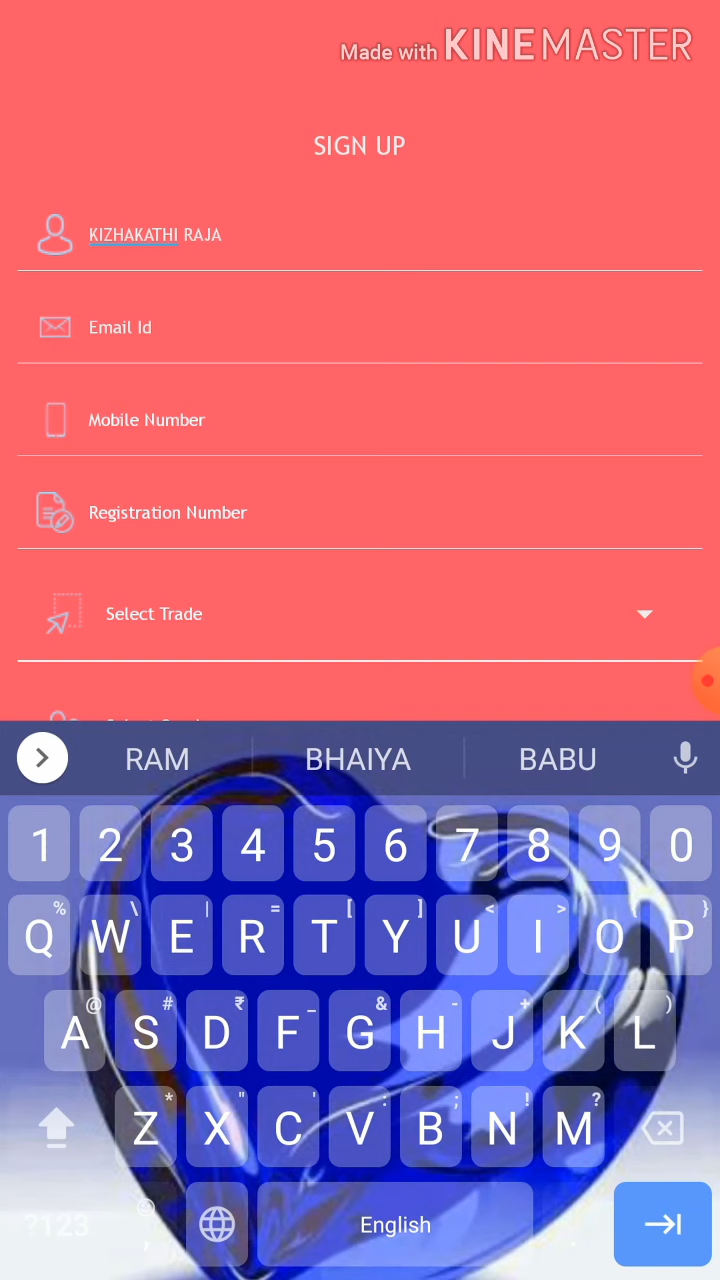 Made with KINEMASTER
SIGN UP
KIZHAKATHI RAJA
Email Id
Mobile Number
Registration Number
Select Trade
RAM BHAIYA BABU
1 2 3 4 5 6 7 8 9 0
% \ | = [ ] < > { }
Q W E R T Y U I O P
@ # ₹ _ & - + ( )
A S D F G H J K L
* " ' : ; ! ?
Z X C V B N M
?123 , English .